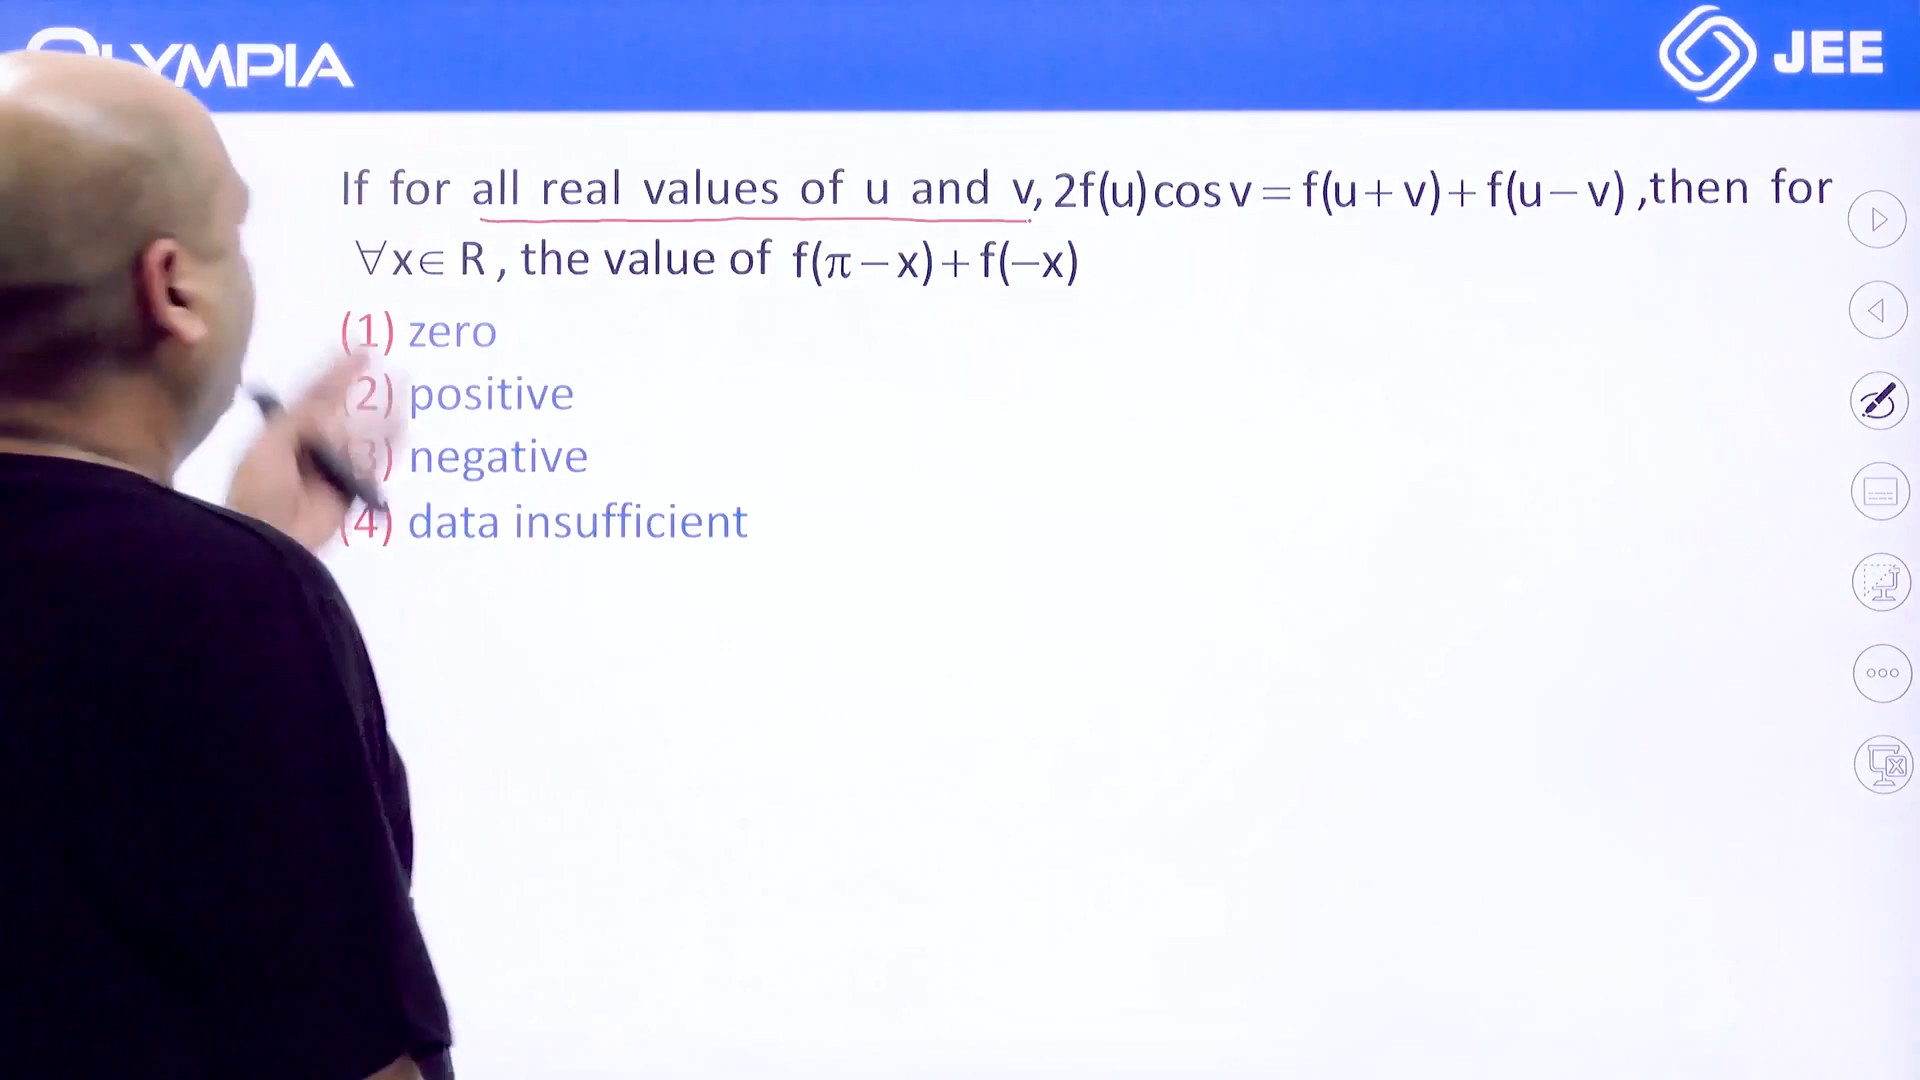 OLYMPIA
JEE
If for all real values of u and v, 2f(u)cosv=f(u+v)+f(u−v) ,then for
∀x∈ R , the value of f(π−x)+f(−x)
(1) zero
(2) positive
(3) negative
(4) data insufficient